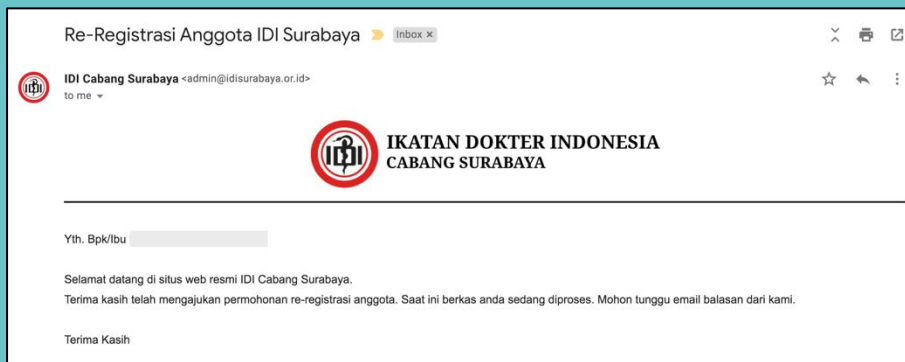 Re-Registrasi Anggota IDI Surabaya Inbox ×
IDI Cabang Surabaya <admin@idisurabaya.or.id>
to me
IDI
IKATAN DOKTER INDONESIA
CABANG SURABAYA
Yth. Bpk/Ibu
Selamat datang di situs web resmi IDI Cabang Surabaya.
Terima kasih telah mengajukan permohonan re-registrasi anggota. Saat ini berkas anda sedang diproses. Mohon tunggu email balasan dari kami.
Terima Kasih